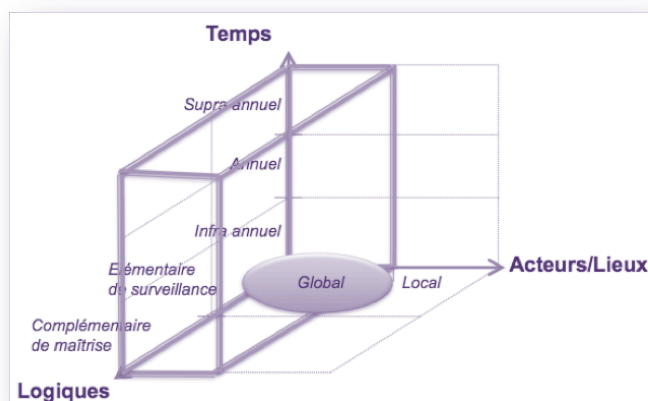 Temps
Supra annuel
Annuel
Infra annuel
Acteurs/Lieux
Elémentaire
de surveillance
Global
Local
Complémentaire
de maîtrise
Logiques